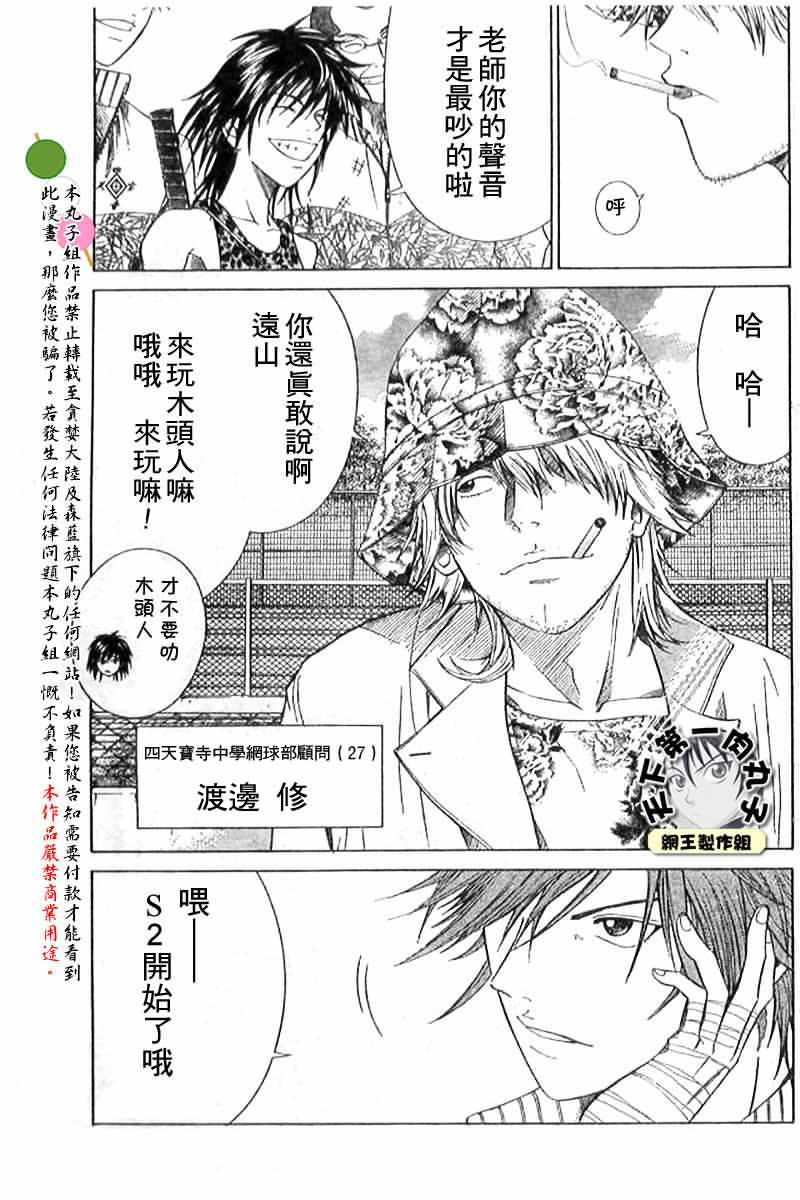 呼
老師你的聲音
才是最吵的啦
哈
哈—
你還眞敢說啊
遠山
來玩木頭人嘛
哦哦 來玩嘛！
才不要叻
木頭人
四天寶寺中學網球部顧問（27）
渡邊 修
天下第一肉丸子
網王製作組
喂——
S2開始了哦
本丸子組作品禁止轉載至貪婪大陸及森藍旗下的任何網站！如果您被告知需要付款才能看到
此漫畫，那麼您被騙了。若發生任何法律問題本丸子組一慨不負責！本作品嚴禁商業用途。